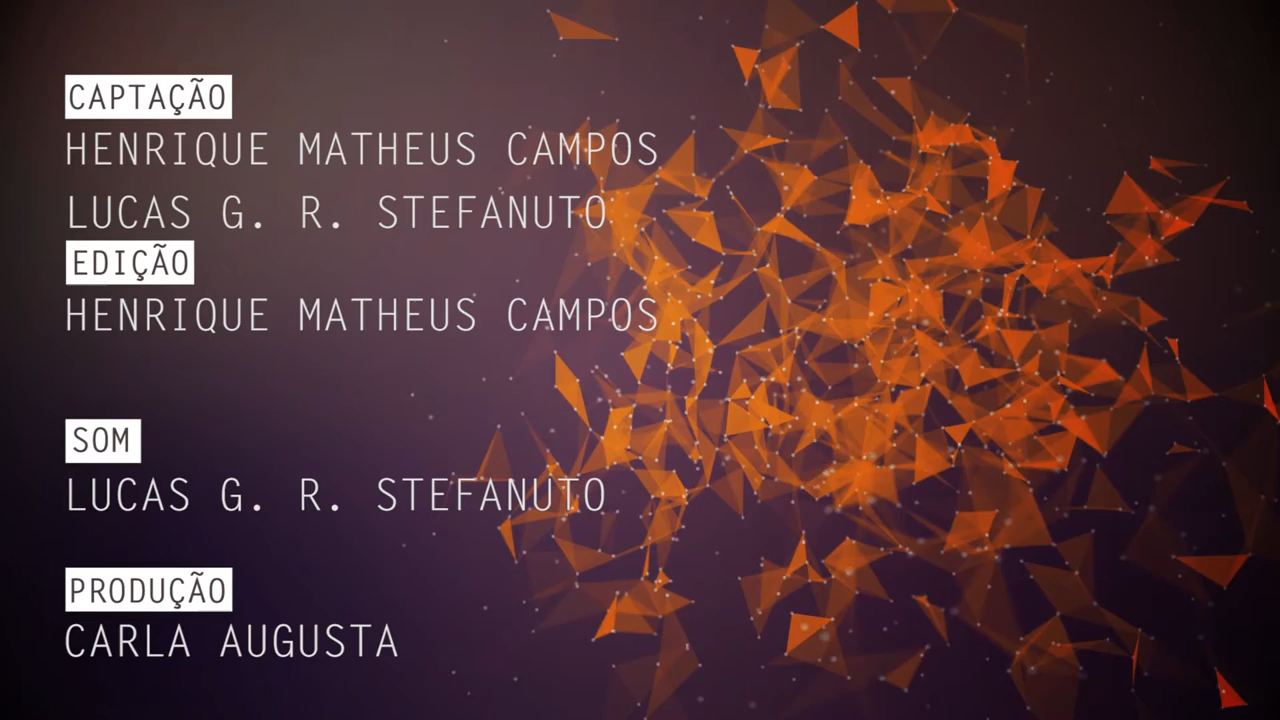 CAPTAÇÃO
HENRIQUE MATHEUS CAMPOS
LUCAS G. R. STEFANUTO
EDIÇÃO
HENRIQUE MATHEUS CAMPOS
SOM
LUCAS G. R. STEFANUTO
PRODUÇÃO
CARLA AUGUSTA